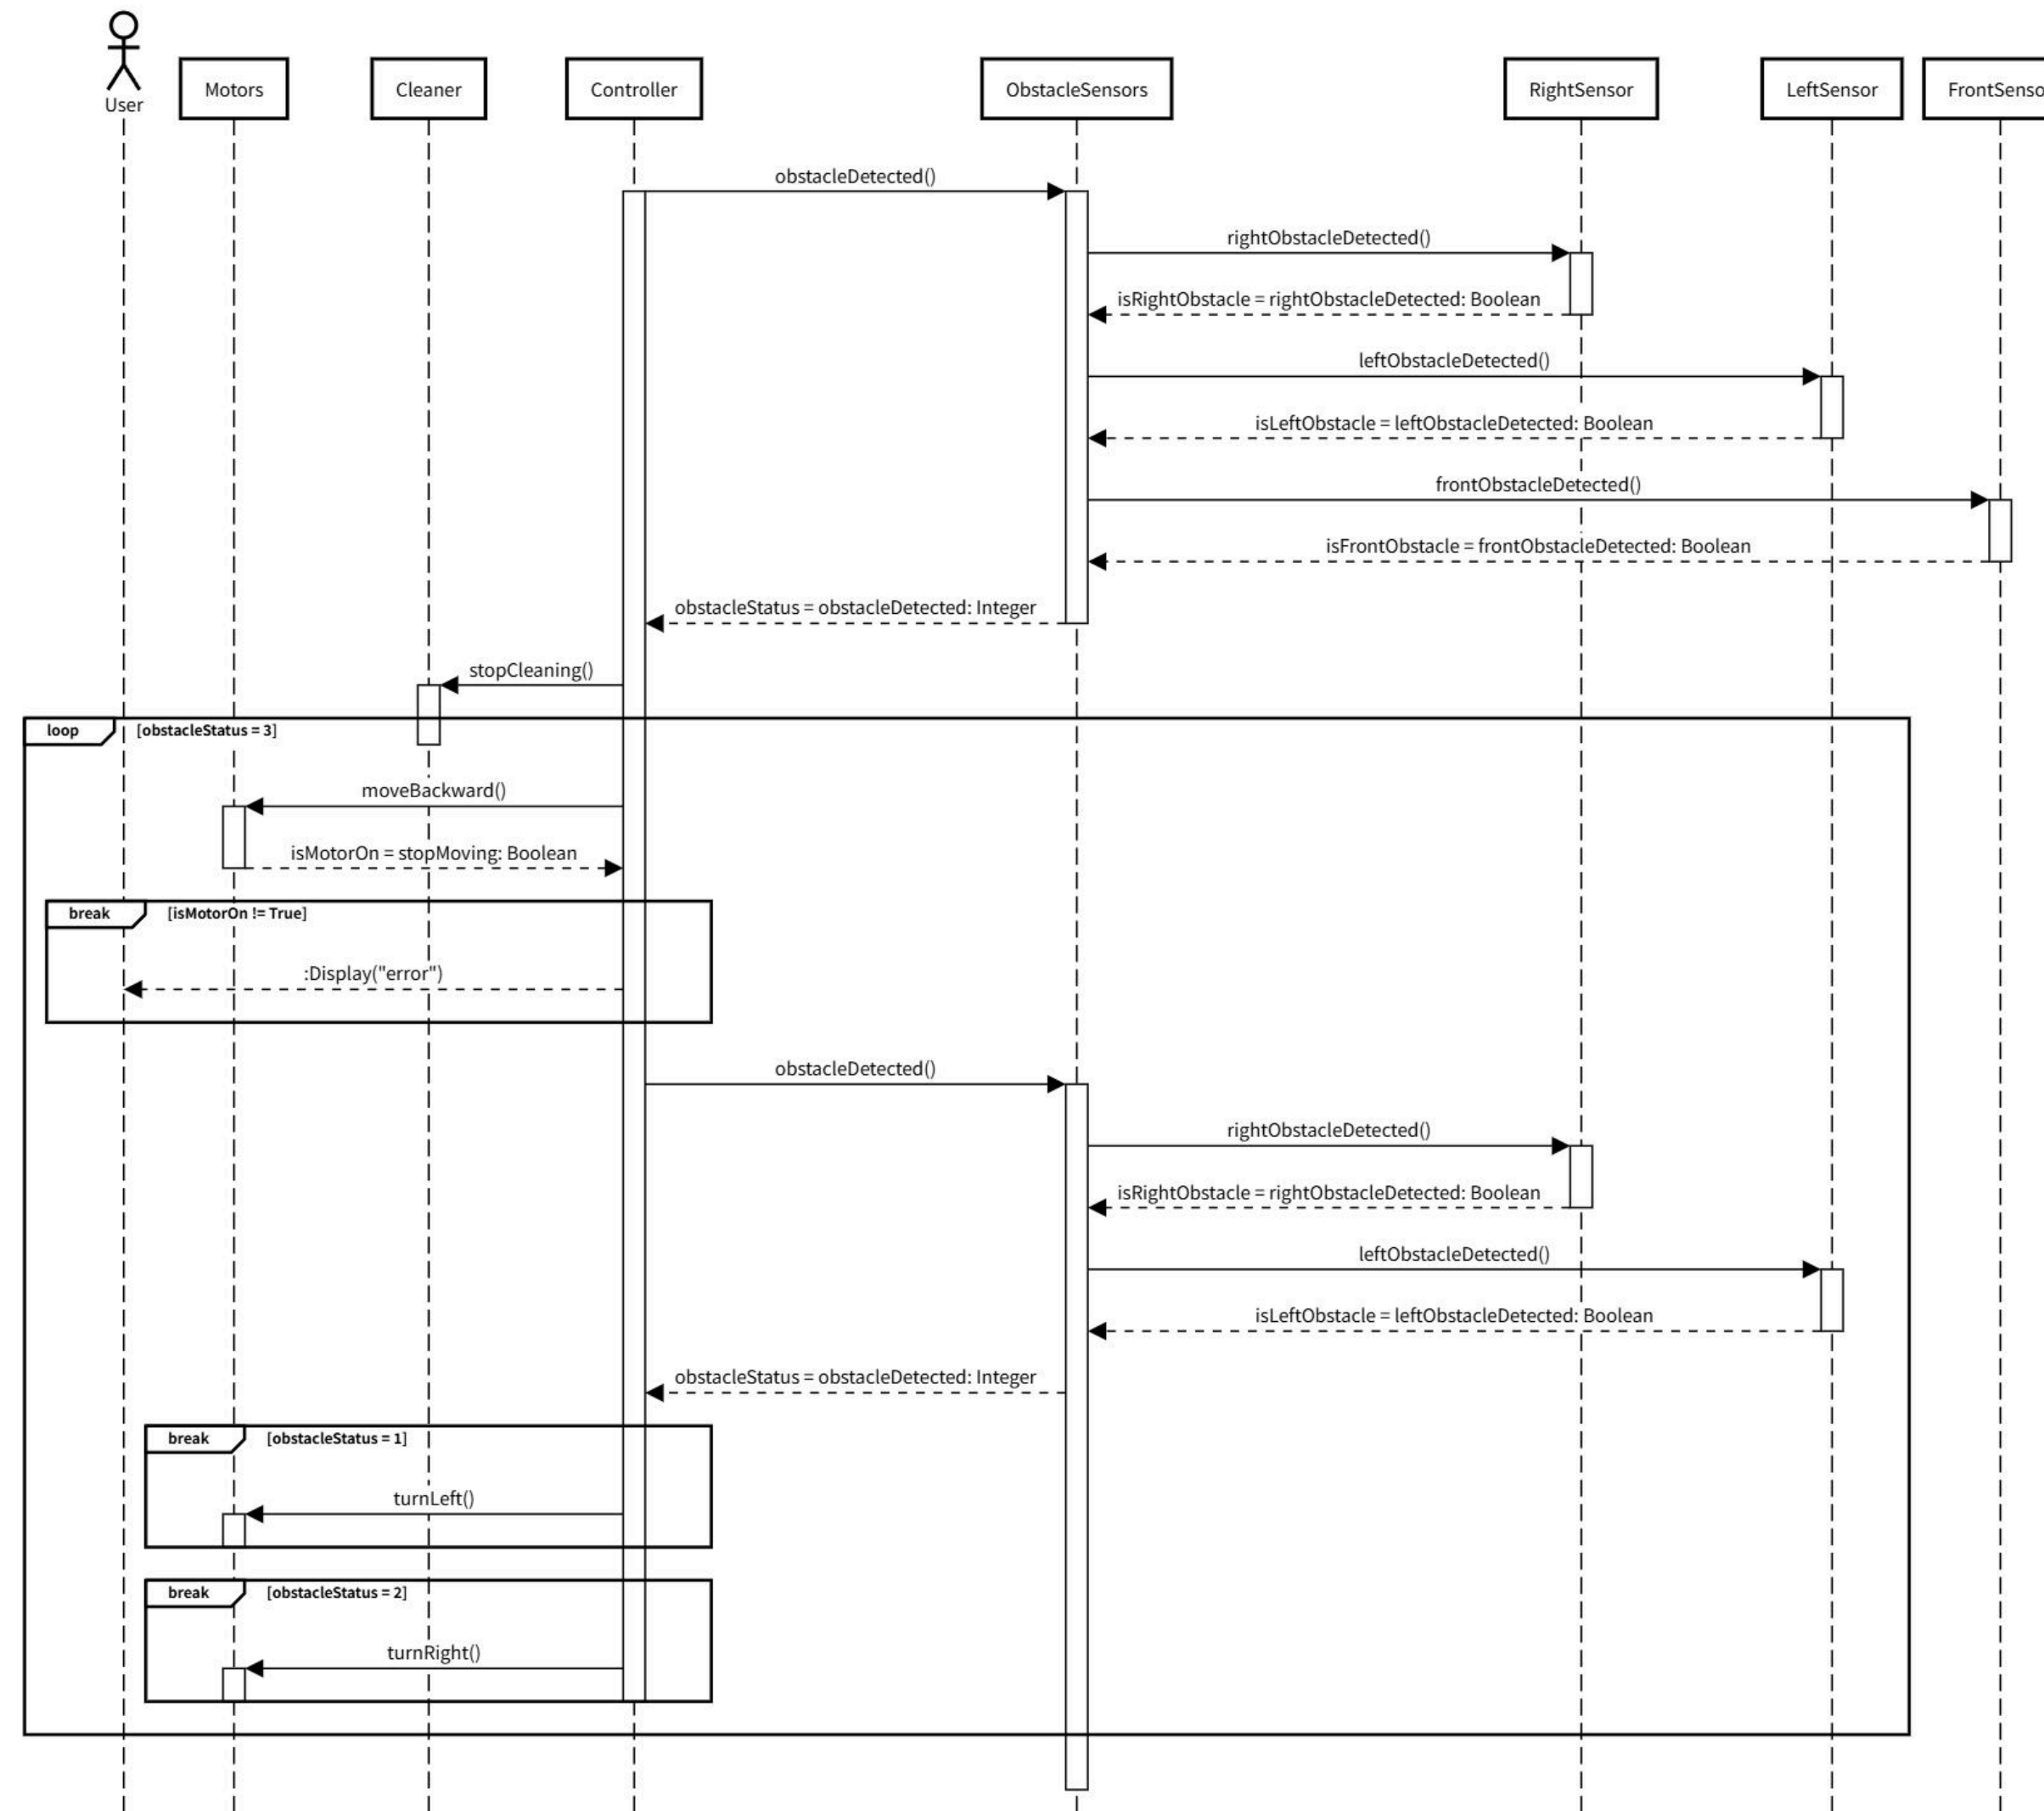 User
Motors
Cleaner
Controller
ObstacleSensors
RightSensor
LeftSensor
FrontSenso
obstacleDetected()
rightObstacleDetected()
isRightObstacle = rightObstacleDetected: Boolean
leftObstacleDetected()
isLeftObstacle = leftObstacleDetected: Boolean
frontObstacleDetected()
isFrontObstacle = frontObstacleDetected: Boolean
obstacleStatus = obstacleDetected: Integer
stopCleaning()
loop [obstacleStatus = 3]
moveBackward()
isMotorOn = stopMoving: Boolean
break [isMotorOn != True]
:Display("error")
obstacleDetected()
rightObstacleDetected()
isRightObstacle = rightObstacleDetected: Boolean
leftObstacleDetected()
isLeftObstacle = leftObstacleDetected: Boolean
obstacleStatus = obstacleDetected: Integer
break [obstacleStatus = 1]
turnLeft()
break [obstacleStatus = 2]
turnRight()